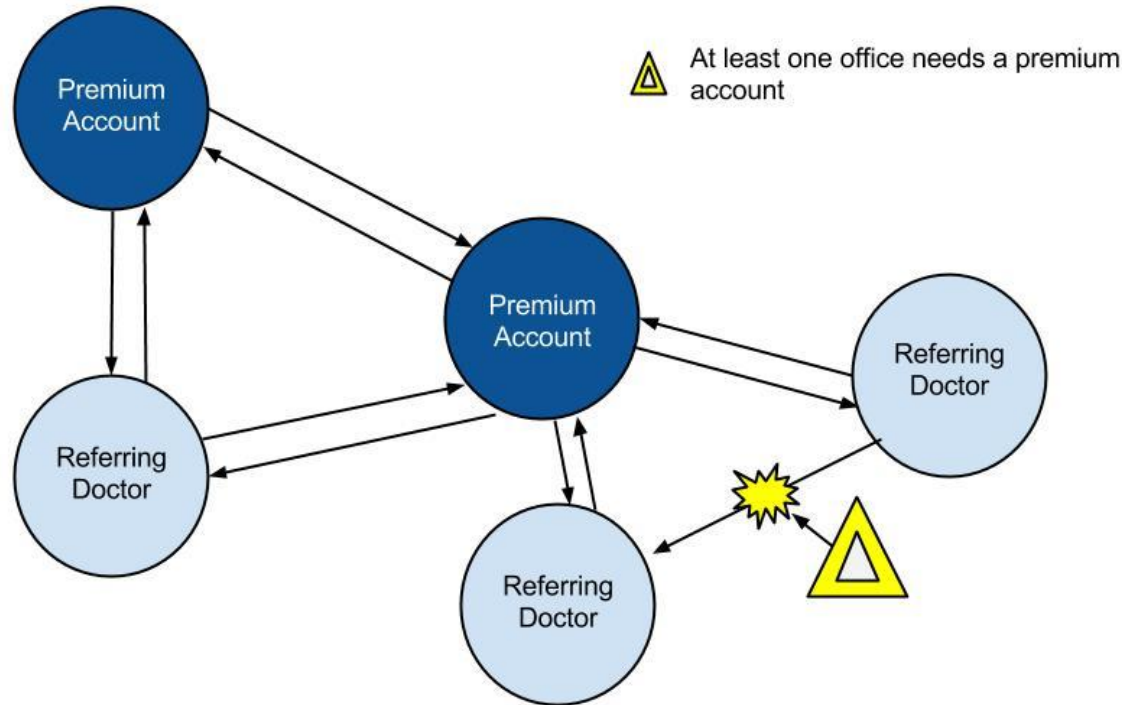 Premium
Account
At least one office needs a premium
account
Premium
Account
Referring
Doctor
Referring
Doctor
Referring
Doctor